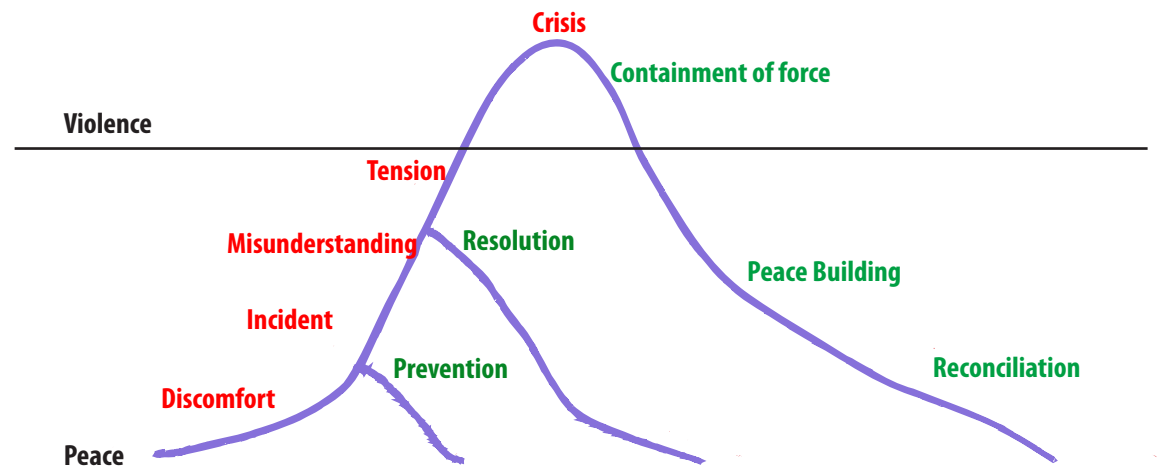 Crisis
Containment of force
Violence
Tension
Misunderstanding
Resolution
Peace Building
Incident
Prevention
Reconciliation
Discomfort
Peace